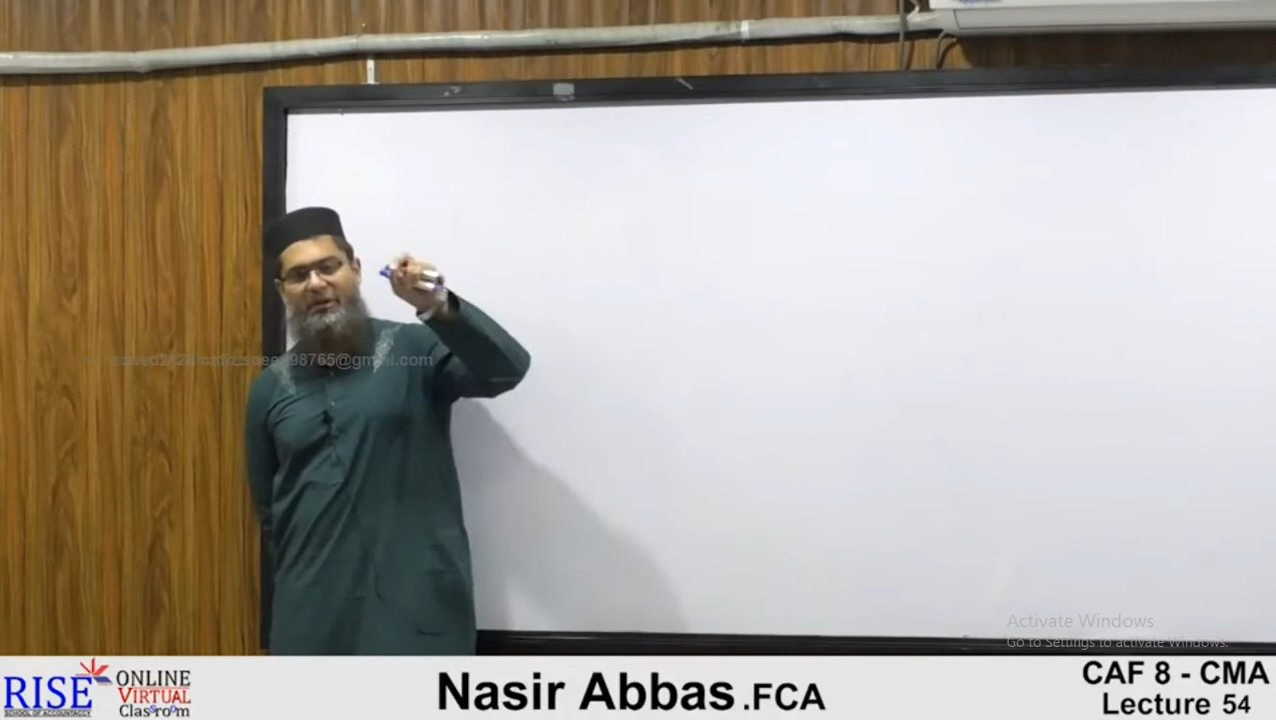 Activate Windows
Go to Settings to activate Windows.
RISE
SCHOOL OF ACCOUNTANCY
ONLINE
VIRTUAL
Classroom
Nasir Abbas .FCA
CAF 8 - CMA
Lecture 54